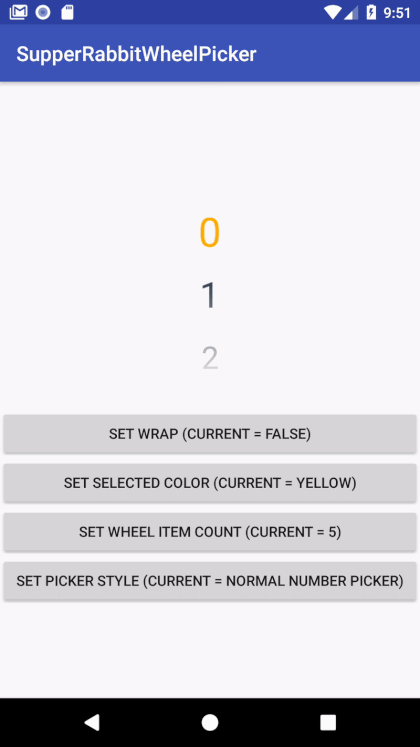 9:51
SupperRabbitWheelPicker
0
1
2
SET WRAP (CURRENT = FALSE)
SET SELECTED COLOR (CURRENT = YELLOW)
SET WHEEL ITEM COUNT (CURRENT = 5)
SET PICKER STYLE (CURRENT = NORMAL NUMBER PICKER)